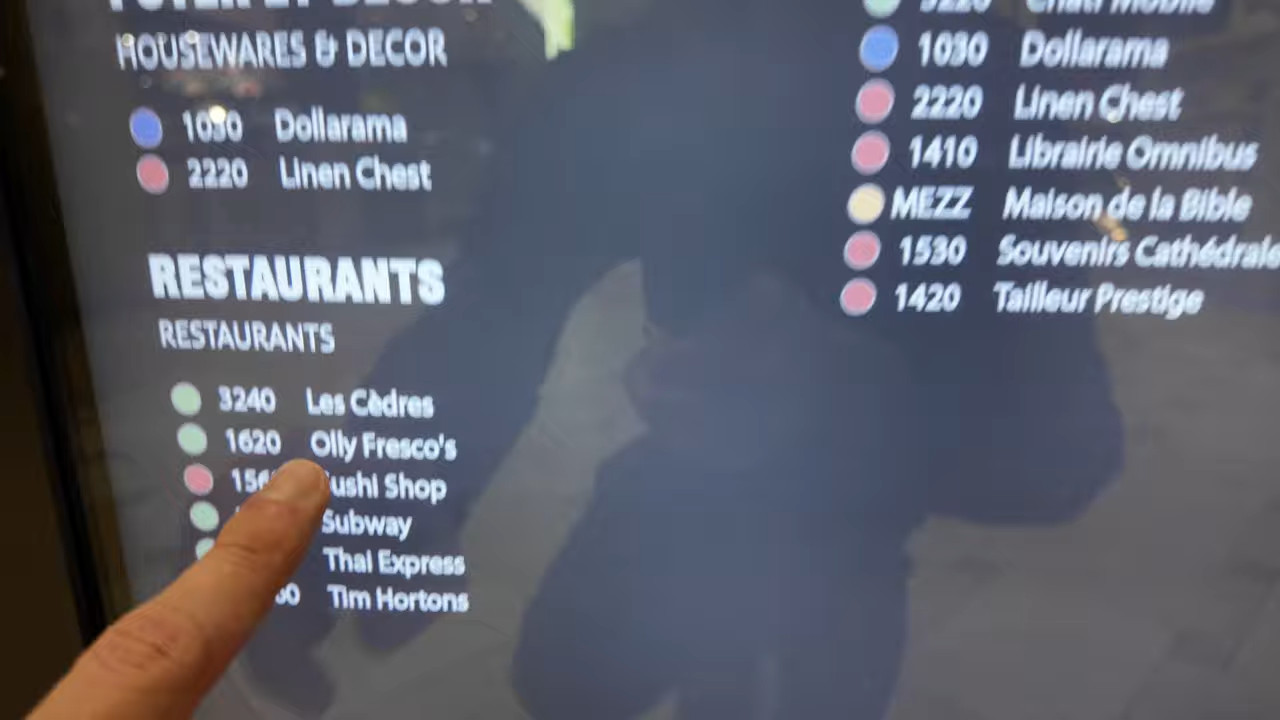 HOUSEWARES & DECOR
1030 Dollarama
2220 Linen Chest
RESTAURANTS
RESTAURANTS
3240 Les Cèdres
1620 Olly Fresco's
Shop
Subway
Thai Express
Tim Hortons
1030 Dollarama
2220 Linen Chest
1410 Librairie Omnibus
MEZZ Maison de la Bible
1530 Souvenirs Cathédrale
1420 Tailleur Prestige